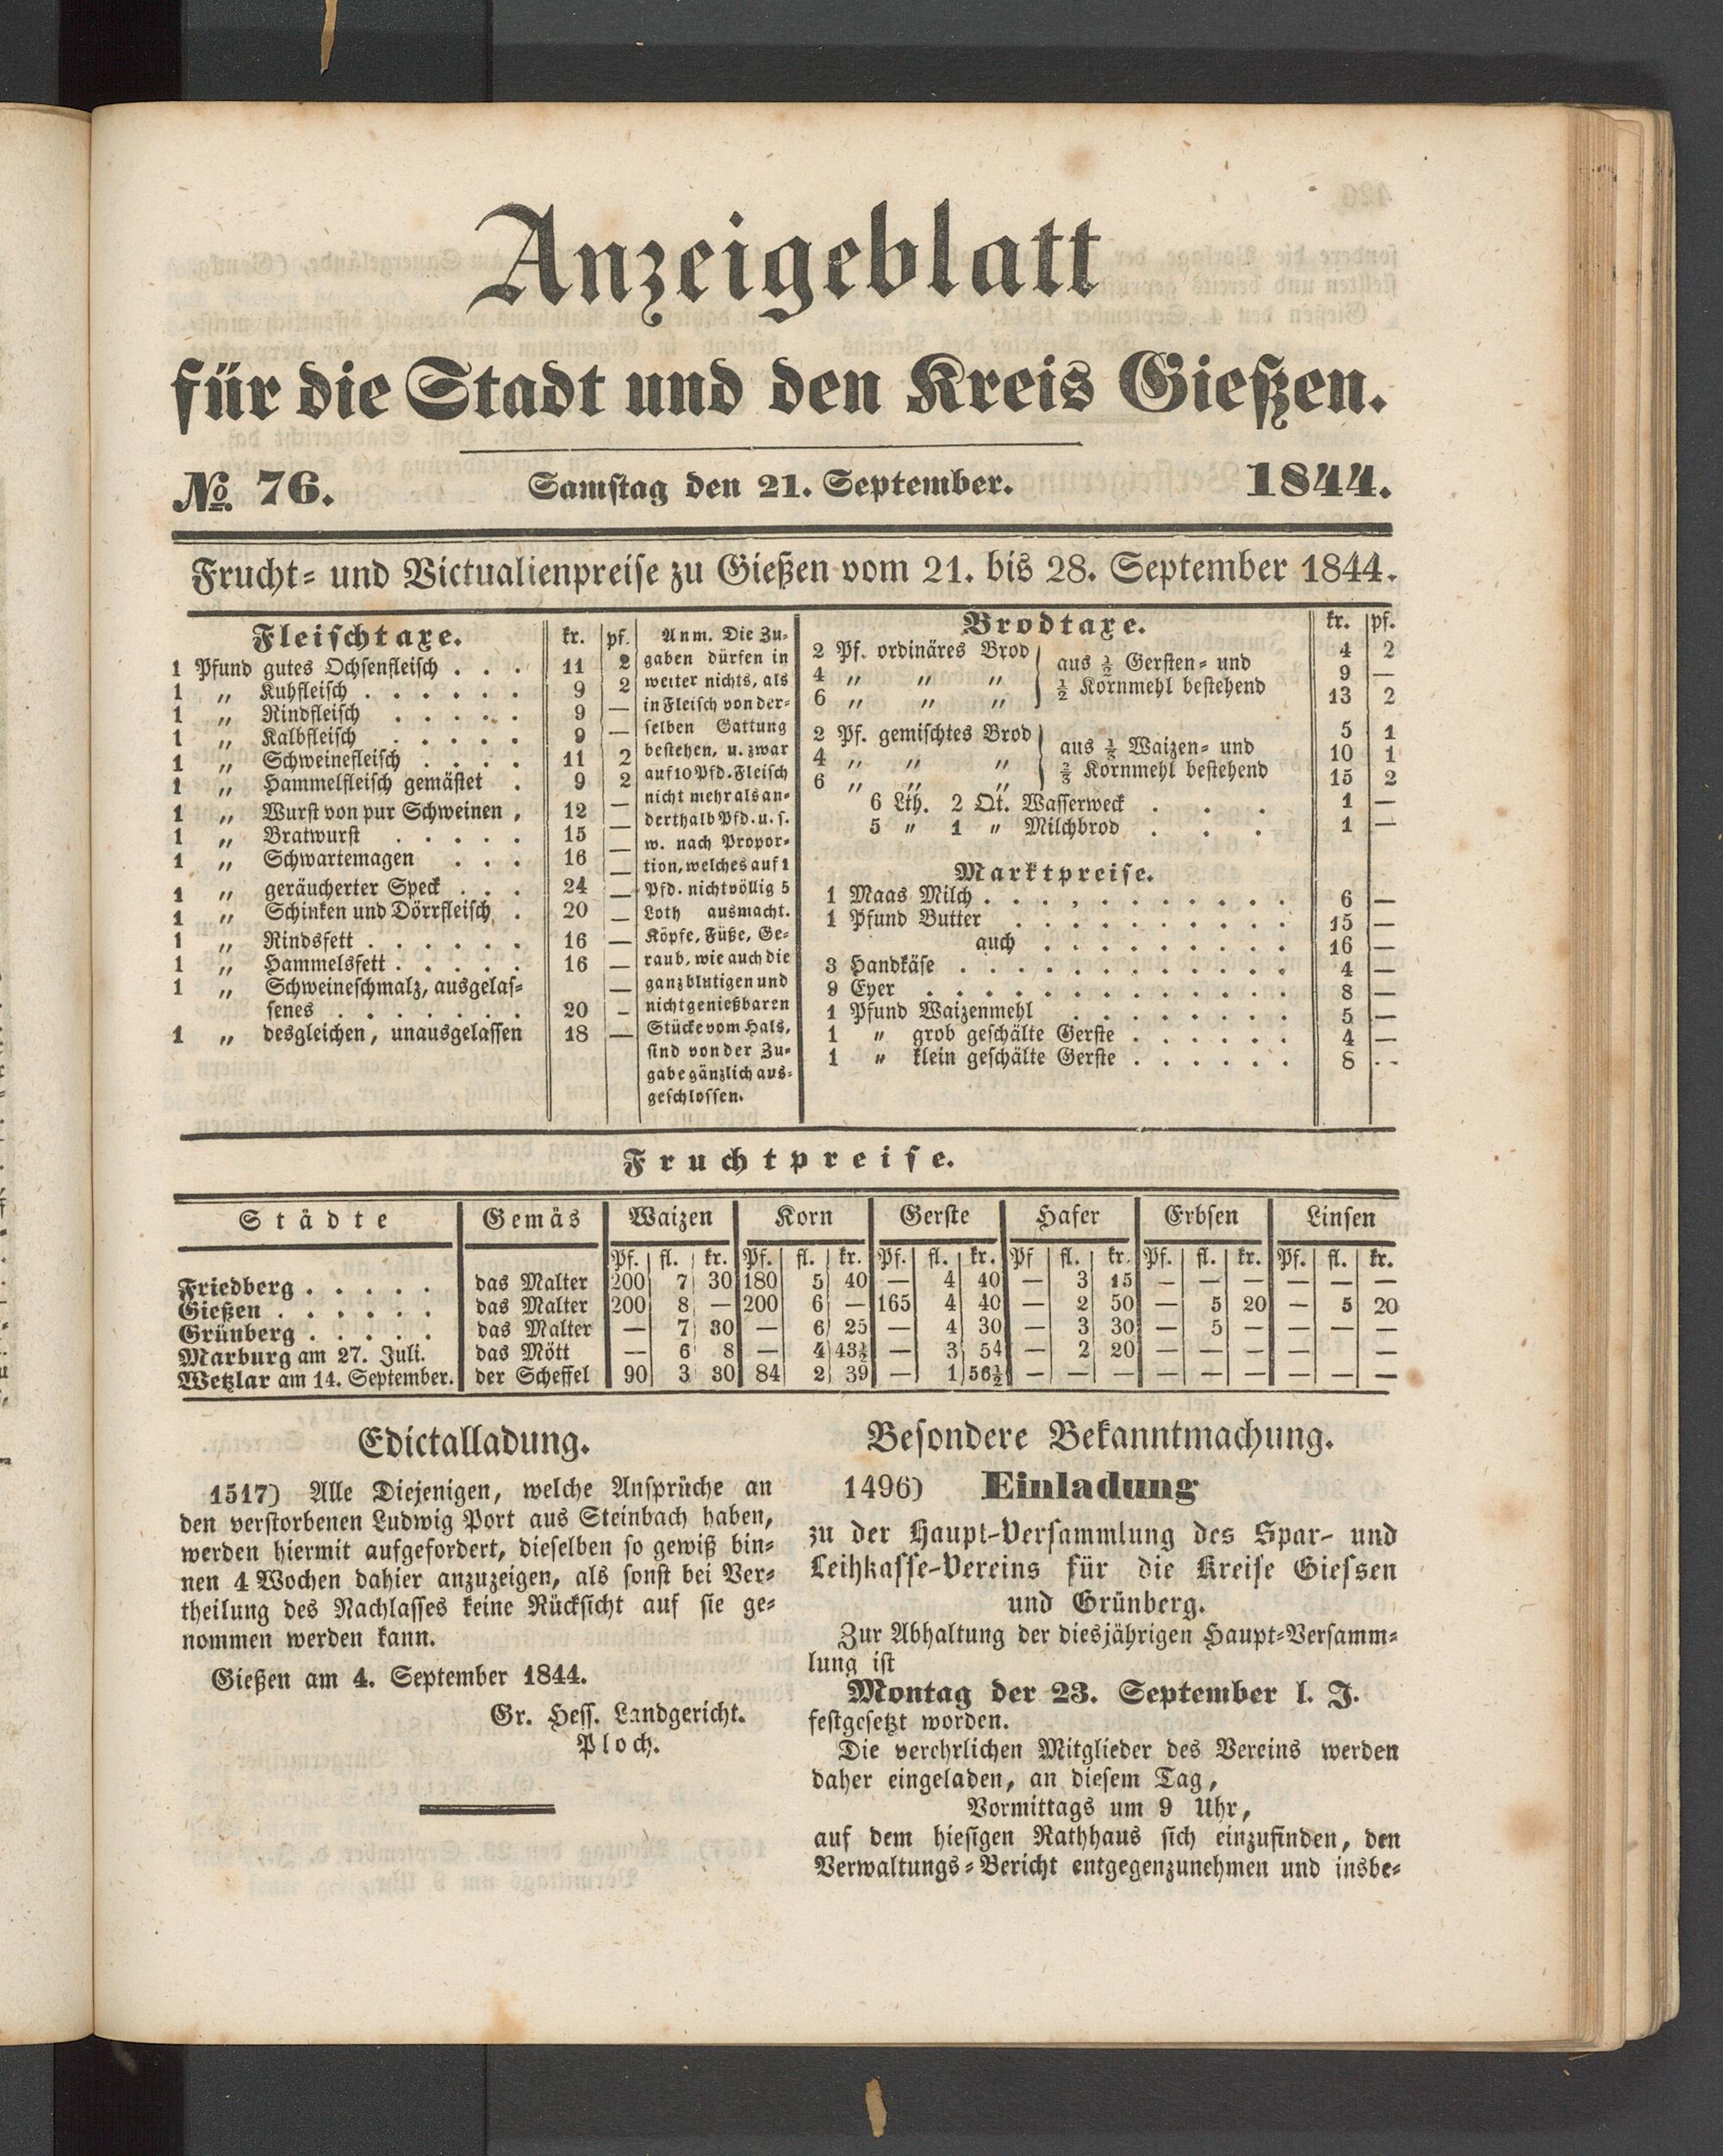 Anzeigeblatt
für die Stadt und den Kreis Gießen.
No. 76. Samstag den 21. September. 1844.
Frucht- und Victualienpreise zu Gießen vom 21. bis 28. September 1844.
Fleischtaxe. kr. pf.
1 Pfund gutes Ochsenfleisch . . . 11 2
1 „ Kuhfleisch . . . . . . 9 2
1 „ Rindfleisch . . . . . 9 —
1 „ Kalbfleisch . . . . . 9 —
1 „ Schweinefleisch . . . . 11 2
1 „ Hammelfleisch gemästet . 9 2
1 „ Wurst von pur Schweinen , 12 —
1 „ Bratwurst . . . . . 15 —
1 „ Schwartemagen . . . 16 —
1 „ geräucherter Speck . . . 24 —
1 „ Schinken und Dörrfleisch . 20 —
1 „ Rindsfett . . . . . . 16 —
1 „ Hammelsfett . . . . . 16 —
1 „ Schweineschmalz, ausgelas- —
senes . . . . . . . 20 –
1 „ desgleichen, unausgelassen 18 —
Anm. Die Zu-
gaben dürfen in
weiter nichts, als
in Fleisch von der-
selben Gattung
bestehen, u. zwar
auf 10 Pfd. Fleisch
nicht mehr als an-
derthalb Pfd. u. s.
w. nach Propor-
tion, welches auf 1
Pfd. nicht völlig 5
Loth ausmacht.
Köpfe, Füße, Ge-
raub, wie auch die
ganz blutigen und
nicht genießbaren
Stücke vom Hals,
sind von der Zu-
gabe gänzlich aus-
geschlossen.
Brodtaxe. kr. pf.
2 Pf. ordinäres Brod 4 2
aus ½ Gersten- und
4 „ „ „ 9 —
½ Kornmehl bestehend
6 „ „ „ 13 2
2 Pf. gemischtes Brod 5 1
aus ⅓ Waizen- und
4 „ „ „ 10 1
⅔ Kornmehl bestehend
6 „ „ „ 15 2
6 Lth. 2 Qt. Wasserweck . . . 1 —
5 „ 1 „ Milchbrod . . . 1 —
Marktpreise.
1 Maas Milch . . . . . . . . . . . 6 —
1 Pfund Butter . . . . . . . . . . 15 —
auch . . . . . . . . . 16 —
3 Handkäse . . . . . . . . . . . . 4 —
9 Eyer . . . . . . . . . . . . . 8 —
1 Pfund Waizenmehl . . . . . . . . 5 —
1 „ grob geschälte Gerste . . . . . . 4 —
1 „ klein geschälte Gerste . . . . . . 8 - -
Fruchtpreise.
Städte Gemäs Waizen Korn Gerste Hafer Erbsen Linsen
Pf. fl. kr. Pf. fl. kr. Pf. fl. kr. Pf fl. kr. Pf. fl. kr. Pf. fl. kr.
Friedberg . . . . . das Malter 200 7 30 180 5 40 — 4 40 — 3 15 — — — — — —
Gießen . . . . . . das Malter 200 8 — 200 6 — 165 4 40 — 2 50 — 5 20 — 5 20
Grünberg . . . . . das Malter — 7 30 — 6 25 — 4 30 — 3 30 — 5 — — — —
Marburg am 27. Juli. das Mött — 6 8 — 4 43½ — 3 54 — 2 20 — — — — —
Wetzlar am 14. September. der Scheffel 90 3 30 84 2 39 — 1 56½ — — — — — — — — —
Edictalladung.
1517) Alle Diejenigen, welche Ansprüche an
den verstorbenen Ludwig Port aus Steinbach haben,
werden hiermit aufgefordert, dieselben so gewiß bin-
nen 4 Wochen dahier anzuzeigen, als sonst bei Ver-
theilung des Nachlasses keine Rücksicht auf sie ge-
nommen werden kann.
Gießen am 4. September 1844.
Gr. Hess. Landgericht.
Ploch.
Besondere Bekanntmachung.
1496) Einladung
zu der Haupt-Versammlung des Spar- und
Leihkasse-Vereins für die Kreise Giessen
und Grünberg.
Zur Abhaltung der diesjährigen Haupt-Versamm-
lung ist
Montag der 23. September l. J.
festgesetzt worden.
Die verehrlichen Mitglieder des Vereins werden
daher eingeladen, an diesem Tag,
Vormittags um 9 Uhr,
auf dem hiesigen Rathhaus sich einzufinden, den
Verwaltungs-Bericht entgegenzunehmen und insbe-